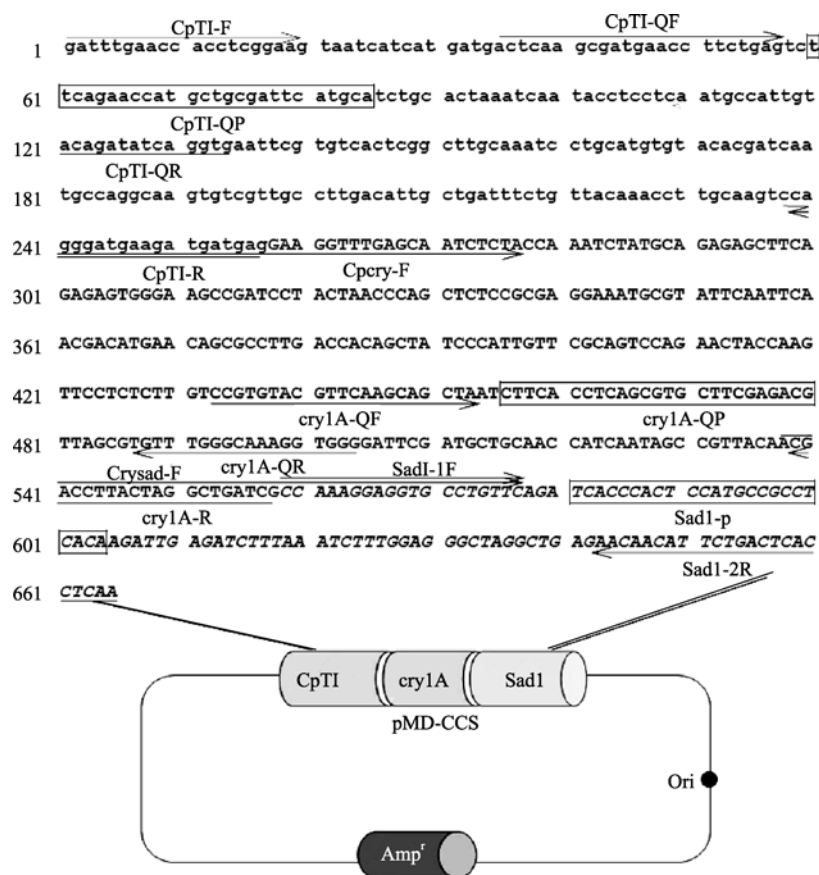 CpTI-F CpTI-QF
1 gatttgaacc acctcggaag taatcatcat gatgactcaa gcgatgaacc ttctgagtct
61 tcagaaccat gctgcgattc atgcatctgc actaaatcaa tacctcctca atgccattgt
CpTI-QP
121 acagatatca ggtgaattcg tgtcactcgg cttgcaaatc ctgcatgtgt acacgatcaa
CpTI-QR
181 tgccaggcaa gtgtcgttgc cttgacattg ctgatttctg ttacaaacct tgcaagtcca
241 gggatgaaga tgatgagGAA GGTTTGAGCA ATCTCTACCA AATCTATGCA GAGAGCTTCA
CpTI-R Cpcry-F
301 GAGAGTGGGA AGCCGATCCT ACTAACCCAG CTCTCCGCGA GGAAATGCGT ATTCAATTCA
361 ACGACATGAA CAGCGCCTTG ACCACAGCTA TCCCATTGTTC GCAGTCCAG AACTACCAAG
421 TTCCTCTCTT GTCCGTGTAC GTTCAAGCAG CTAATCTTCA CCTCAGCGTG CTTCGAGACG
cry1A-QF cry1A-QP
481 TTAGCGTGTT TGGGCAAAGG TGGGGATTCG ATGCTGCAAC CATCAATAGC CGTTACAACG
Crysad-F cry1A-QR SadI-1F
541 ACCTTACTAG GCTGATCGCC AAAGGAGGTG CCTGTTCAGA TCACCCACT CCATGCCGCCT
cry1A-R Sad1-p
601 CACAAGATTG AGATCTTTAA ATCTTTGGAG GGCTAGGCTG AGAACAACAT TCTGACTCAC
Sad1-2R
661 CTCAA
CpTI cry1A Sad1
pMD-CCS
Ori
Ampʳ